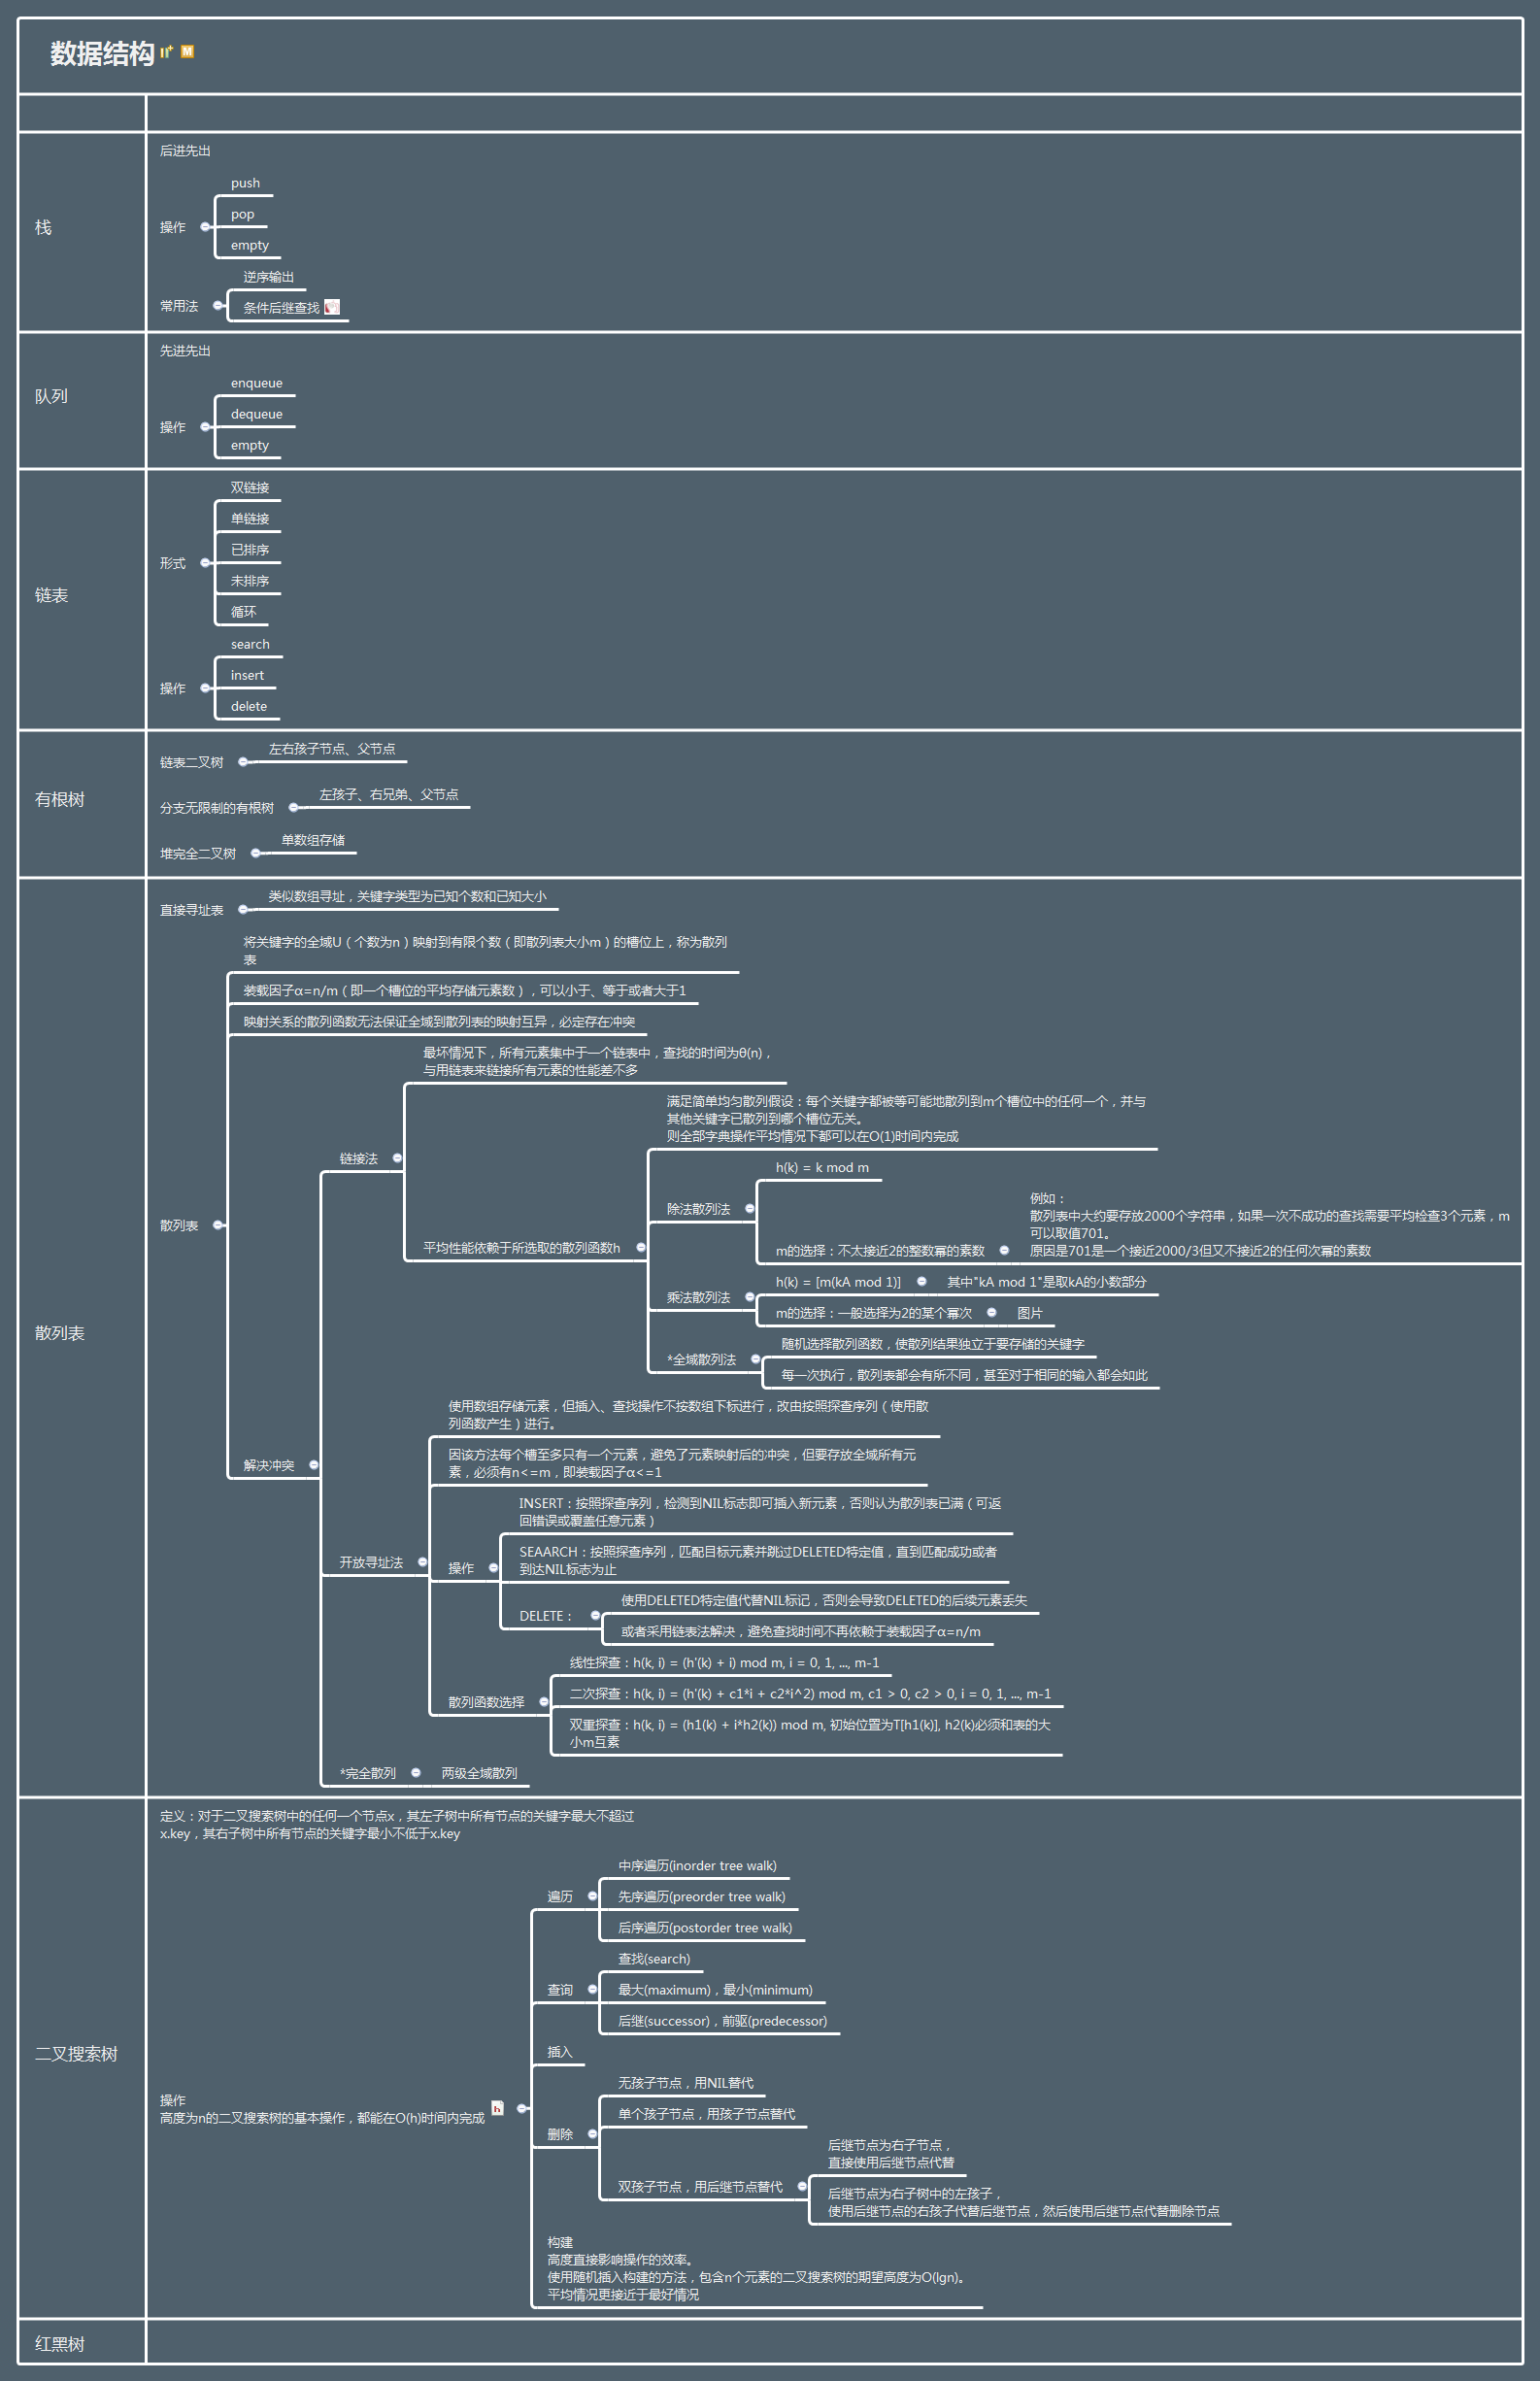 数据结构
栈
后进先出
操作
push
pop
empty
常用法
逆序输出
条件后继查找
队列
先进先出
操作
enqueue
dequeue
empty
链表
形式
双链接
单链接
已排序
未排序
循环
操作
search
insert
delete
有根树
链表二叉树
左右孩子节点、父节点
分支无限制的有根树
左孩子、右兄弟、父节点
堆完全二叉树
单数组存储
散列表
直接寻址表
类似数组寻址，关键字类型为已知个数和已知大小
散列表
将关键字的全域U（个数为n）映射到有限个数（即散列表大小m）的槽位上，称为散列
表
装载因子α=n/m（即一个槽位的平均存储元素数），可以小于、等于或者大于1
映射关系的散列函数无法保证全域到散列表的映射互异，必定存在冲突
解决冲突
链接法
最坏情况下，所有元素集中于一个链表中，查找的时间为θ(n)，
与用链表来链接所有元素的性能差不多
平均性能依赖于所选取的散列函数h
满足简单均匀散列假设：每个关键字都被等可能地散列到m个槽位中的任何一个，并与
其他关键字已散列到哪个槽位无关。
则全部字典操作平均情况下都可以在O(1)时间内完成
除法散列法
h(k) = k mod m
m的选择：不太接近2的整数幂的素数
例如：
散列表中大约要存放2000个字符串，如果一次不成功的查找需要平均检查3个元素，m
可以取值701。
原因是701是一个接近2000/3但又不接近2的任何次幂的素数
乘法散列法
h(k) = [m(kA mod 1)]
其中"kA mod 1"是取kA的小数部分
m的选择：一般选择为2的某个幂次
图片
*全域散列法
随机选择散列函数，使散列结果独立于要存储的关键字
每一次执行，散列表都会有所不同，甚至对于相同的输入都会如此
开放寻址法
使用数组存储元素，但插入、查找操作不按数组下标进行，改由按照探查序列（使用散
列函数产生）进行。
因该方法每个槽至多只有一个元素，避免了元素映射后的冲突，但要存放全域所有元
素，必须有n<=m，即装载因子α<=1
操作
INSERT：按照探查序列，检测到NIL标志即可插入新元素，否则认为散列表已满（可返
回错误或覆盖任意元素）
SEAARCH：按照探查序列，匹配目标元素并跳过DELETED特定值，直到匹配成功或者
到达NIL标志为止
DELETE：
使用DELETED特定值代替NIL标记，否则会导致DELETED的后续元素丢失
或者采用链表法解决，避免查找时间不再依赖于装载因子α=n/m
散列函数选择
线性探查：h(k, i) = (h'(k) + i) mod m, i = 0, 1, ..., m-1
二次探查：h(k, i) = (h'(k) + c1*i + c2*i^2) mod m, c1 > 0, c2 > 0, i = 0, 1, ..., m-1
双重探查：h(k, i) = (h1(k) + i*h2(k)) mod m, 初始位置为T[h1(k)], h2(k)必须和表的大
小m互素
*完全散列
两级全域散列
二叉搜索树
定义：对于二叉搜索树中的任何一个节点x，其左子树中所有节点的关键字最大不超过
x.key，其右子树中所有节点的关键字最小不低于x.key
操作
高度为n的二叉搜索树的基本操作，都能在O(h)时间内完成
遍历
中序遍历(inorder tree walk)
先序遍历(preorder tree walk)
后序遍历(postorder tree walk)
查询
查找(search)
最大(maximum)，最小(minimum)
后继(successor)，前驱(predecessor)
插入
删除
无孩子节点，用NIL替代
单个孩子节点，用孩子节点替代
双孩子节点，用后继节点替代
后继节点为右子节点，
直接使用后继节点代替
后继节点为右子树中的左孩子，
使用后继节点的右孩子代替后继节点，然后使用后继节点代替删除节点
构建
高度直接影响操作的效率。
使用随机插入构建的方法，包含n个元素的二叉搜索树的期望高度为O(lgn)。
平均情况更接近于最好情况
红黑树